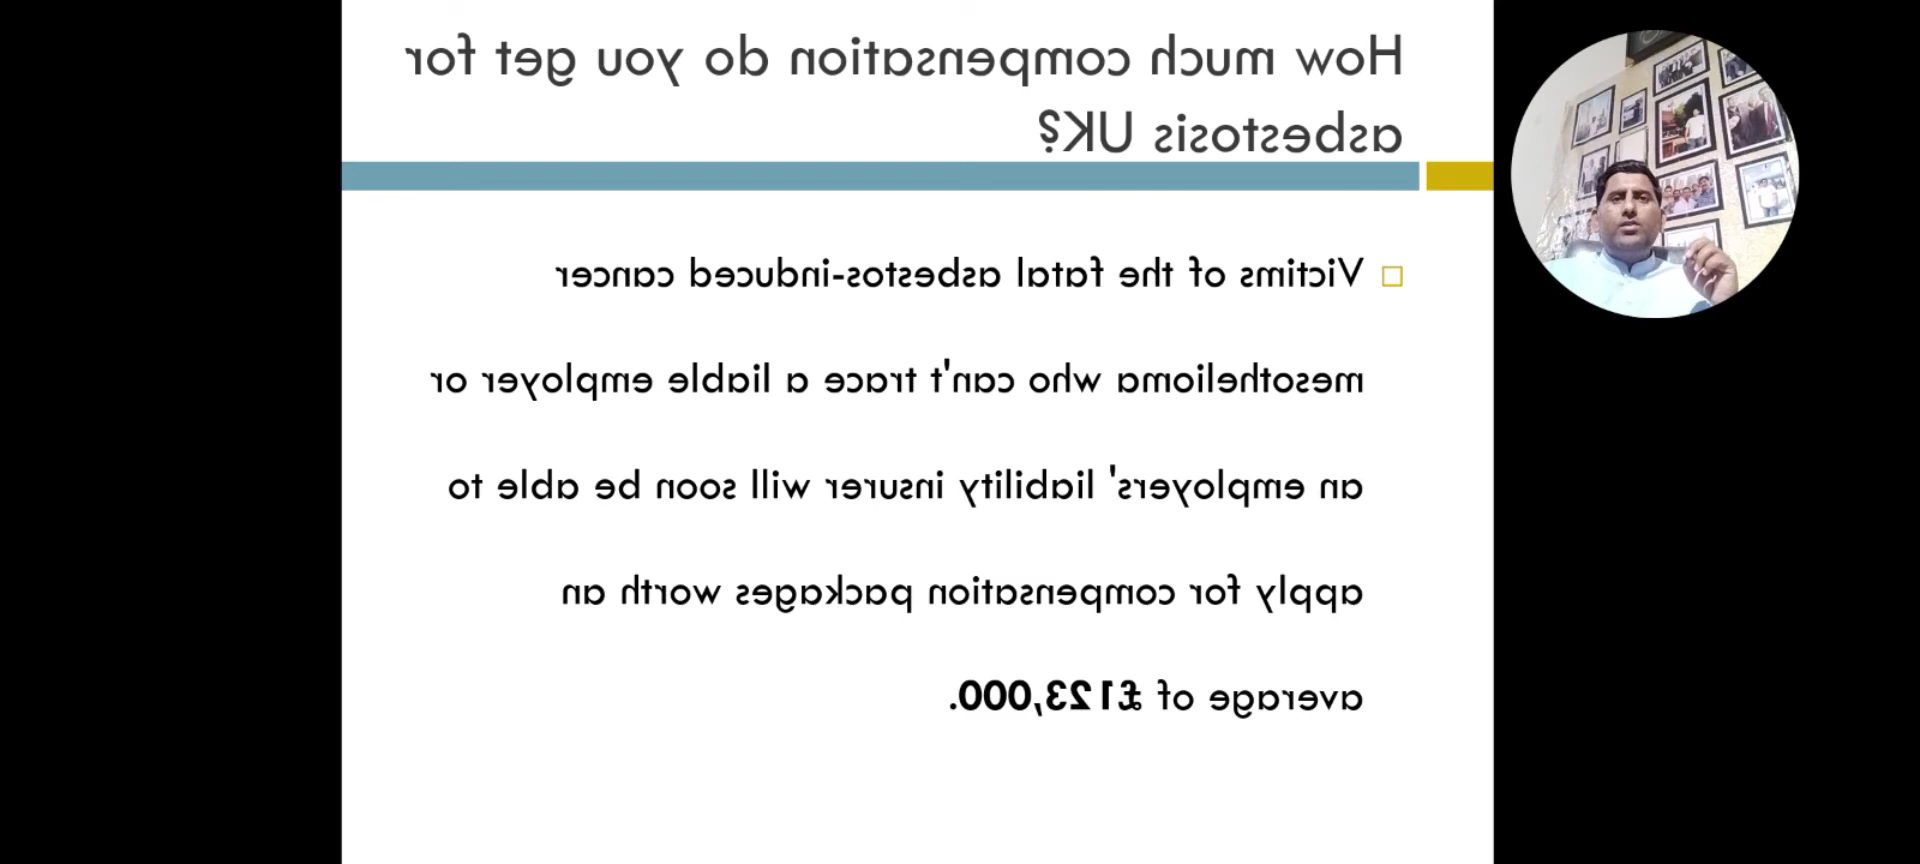 How much compensation do you get for
asbestosis UK?
Victims of the fatal asbestos-induced cancer
mesothelioma who can't trace a liable employer or
an employers' liability insurer will soon be able to
apply for compensation packages worth an
average of £123,000.